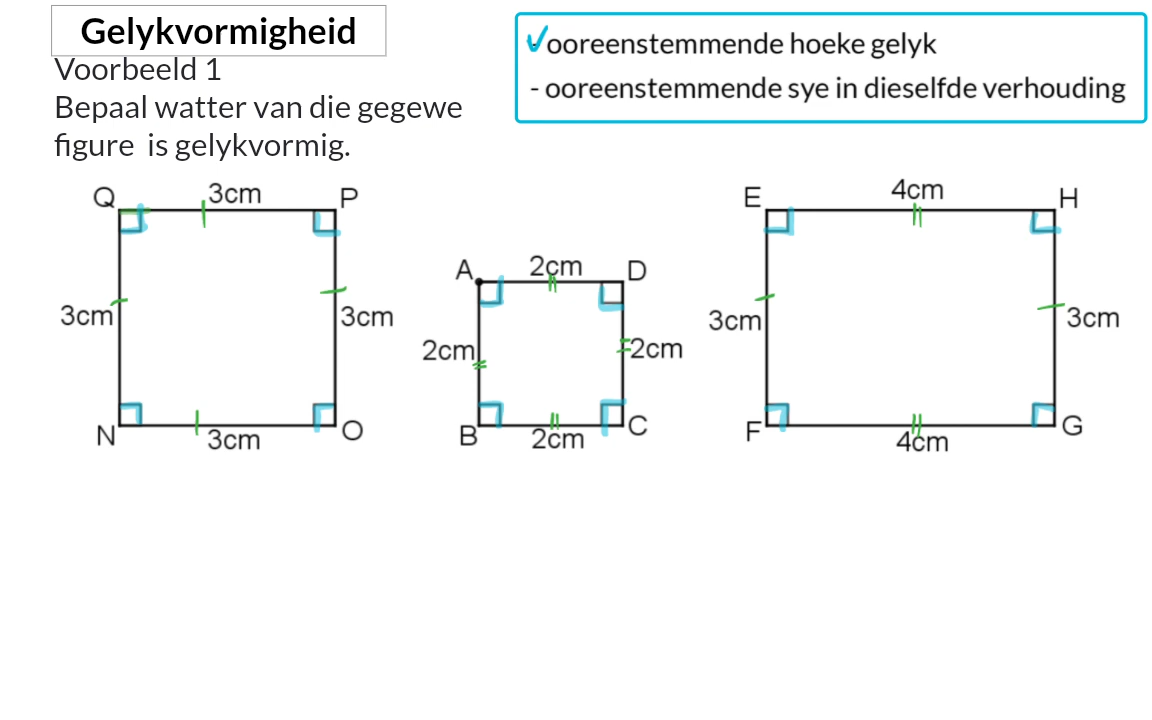 Gelykvormigheid
Voorbeeld 1
Bepaal watter van die gegewe
figure is gelykvormig.
✓ooreenstemmende hoeke gelyk
- ooreenstemmende sye in dieselfde verhouding
Q 3cm P
3cm 3cm
N 3cm O
A 2cm D
2cm 2cm
B 2cm C
E 4cm H
3cm 3cm
F 4cm G